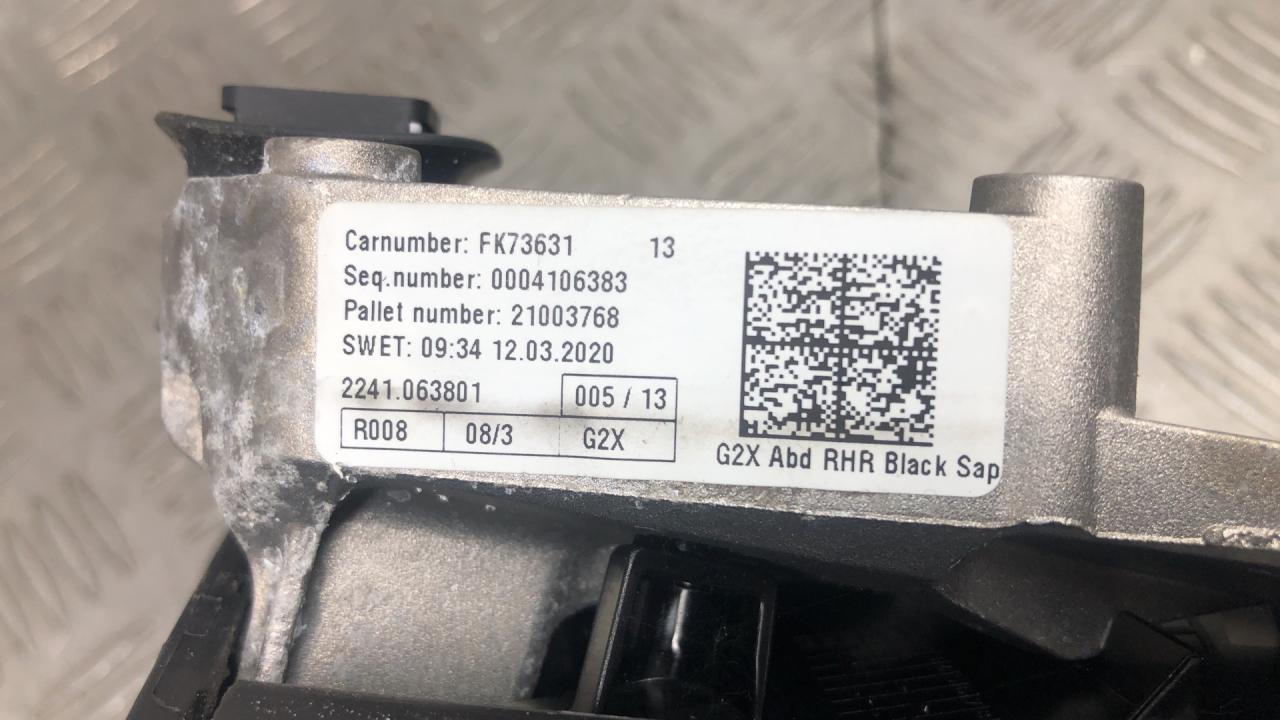 Carnumber: FK73631 13
Seq.number: 0004106383
Pallet number: 21003768
SWET: 09:34 12.03.2020
2241.063801 005 / 13
R008 08/3 G2X
G2X Abd RHR Black Sap